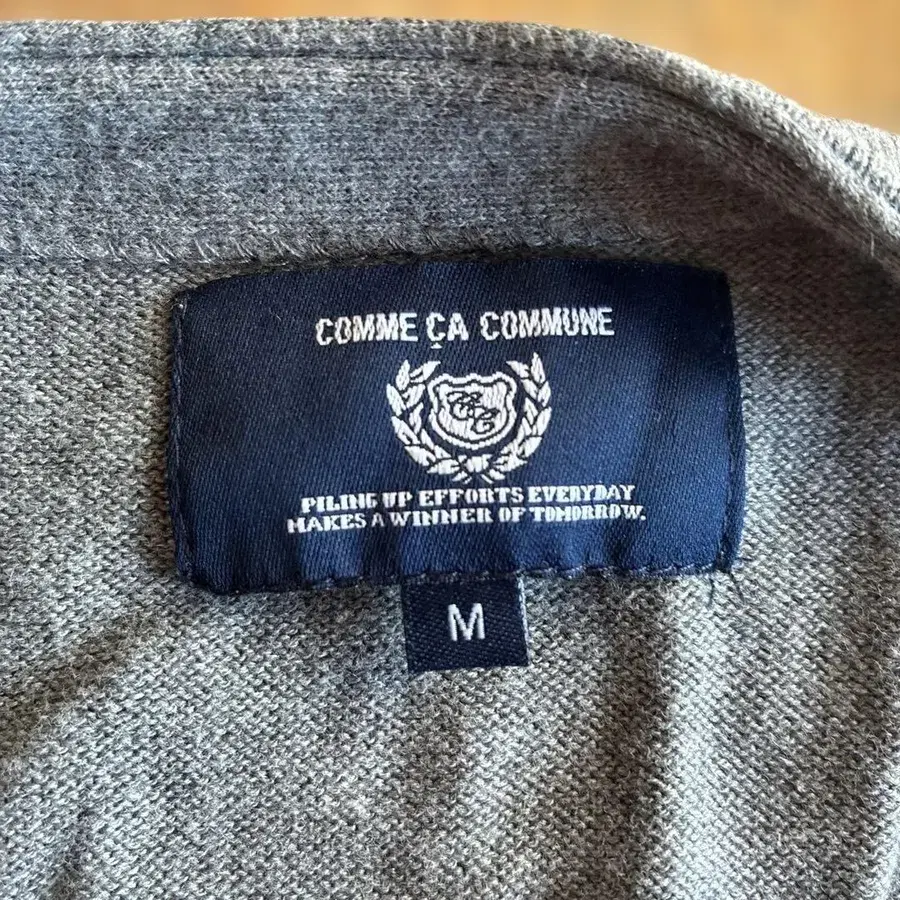 COMME ÇA COMMUNE
PILING UP EFFORTS EVERYDAY
MAKES A WINNER OF TOMORROW.
M